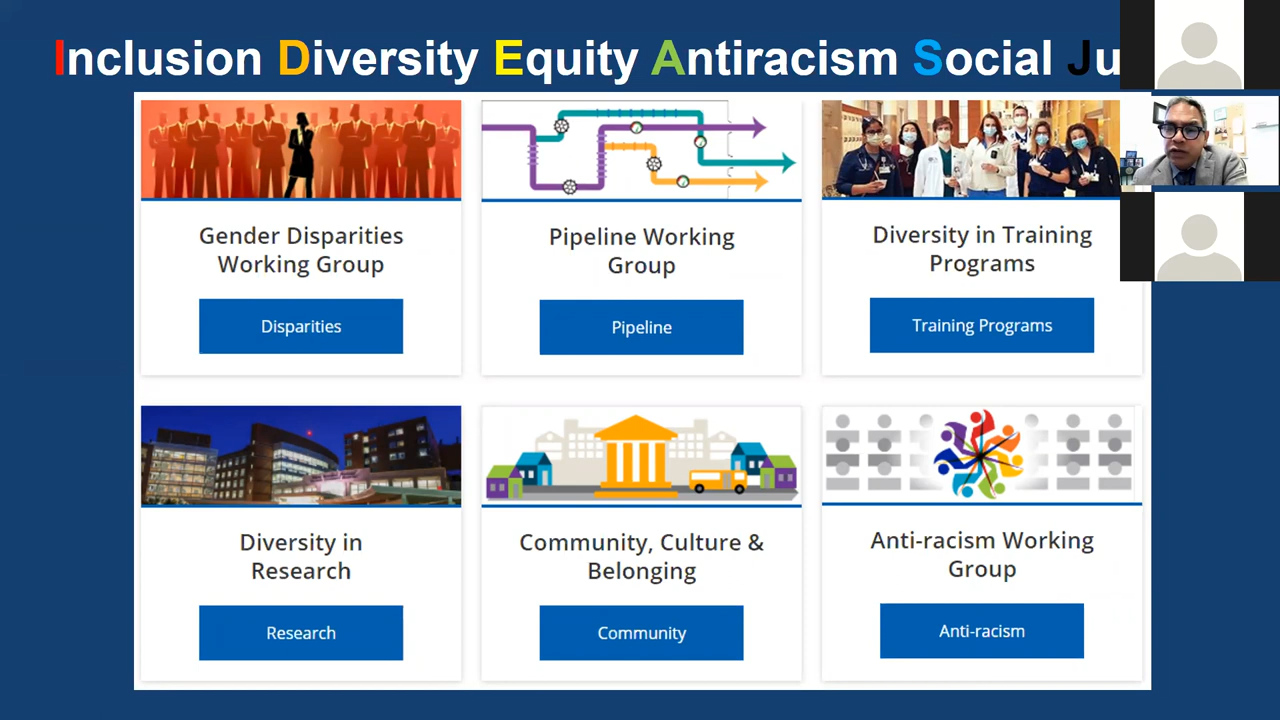 Inclusion Diversity Equity Antiracism Social Ju
Gender Disparities
Working Group
Disparities
Pipeline Working
Group
Pipeline
Diversity in Training
Programs
Training Programs
Diversity in
Research
Research
Community, Culture &
Belonging
Community
Anti-racism Working
Group
Anti-racism